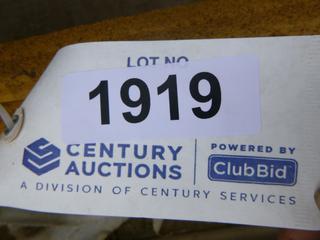 LOT NO.
1919
CENTURY AUCTIONS
POWERED BY
ClubBid
A DIVISION OF CENTURY SERVICES